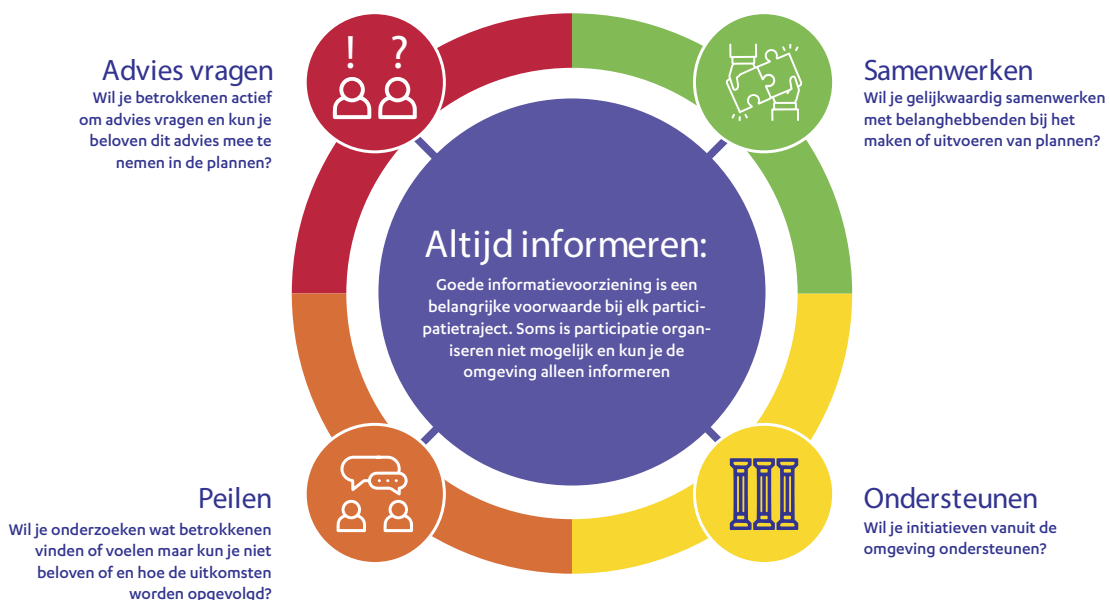 Advies vragen
Wil je betrokkenen actief
om advies vragen en kun je
beloven dit advies mee te
nemen in de plannen?
! ?
Samenwerken
Wil je gelijkwaardig samenwerken
met belanghebbenden bij het
maken of uitvoeren van plannen?
Altijd informeren:
Goede informatievoorziening is een
belangrijke voorwaarde bij elk partici-
patietraject. Soms is participatie organ-
iseren niet mogelijk en kun je de
omgeving alleen informeren
Peilen
Wil je onderzoeken wat betrokkenen
vinden of voelen maar kun je niet
beloven of en hoe de uitkomsten
worden opgevolgd?
Ondersteunen
Wil je initiatieven vanuit de
omgeving ondersteunen?